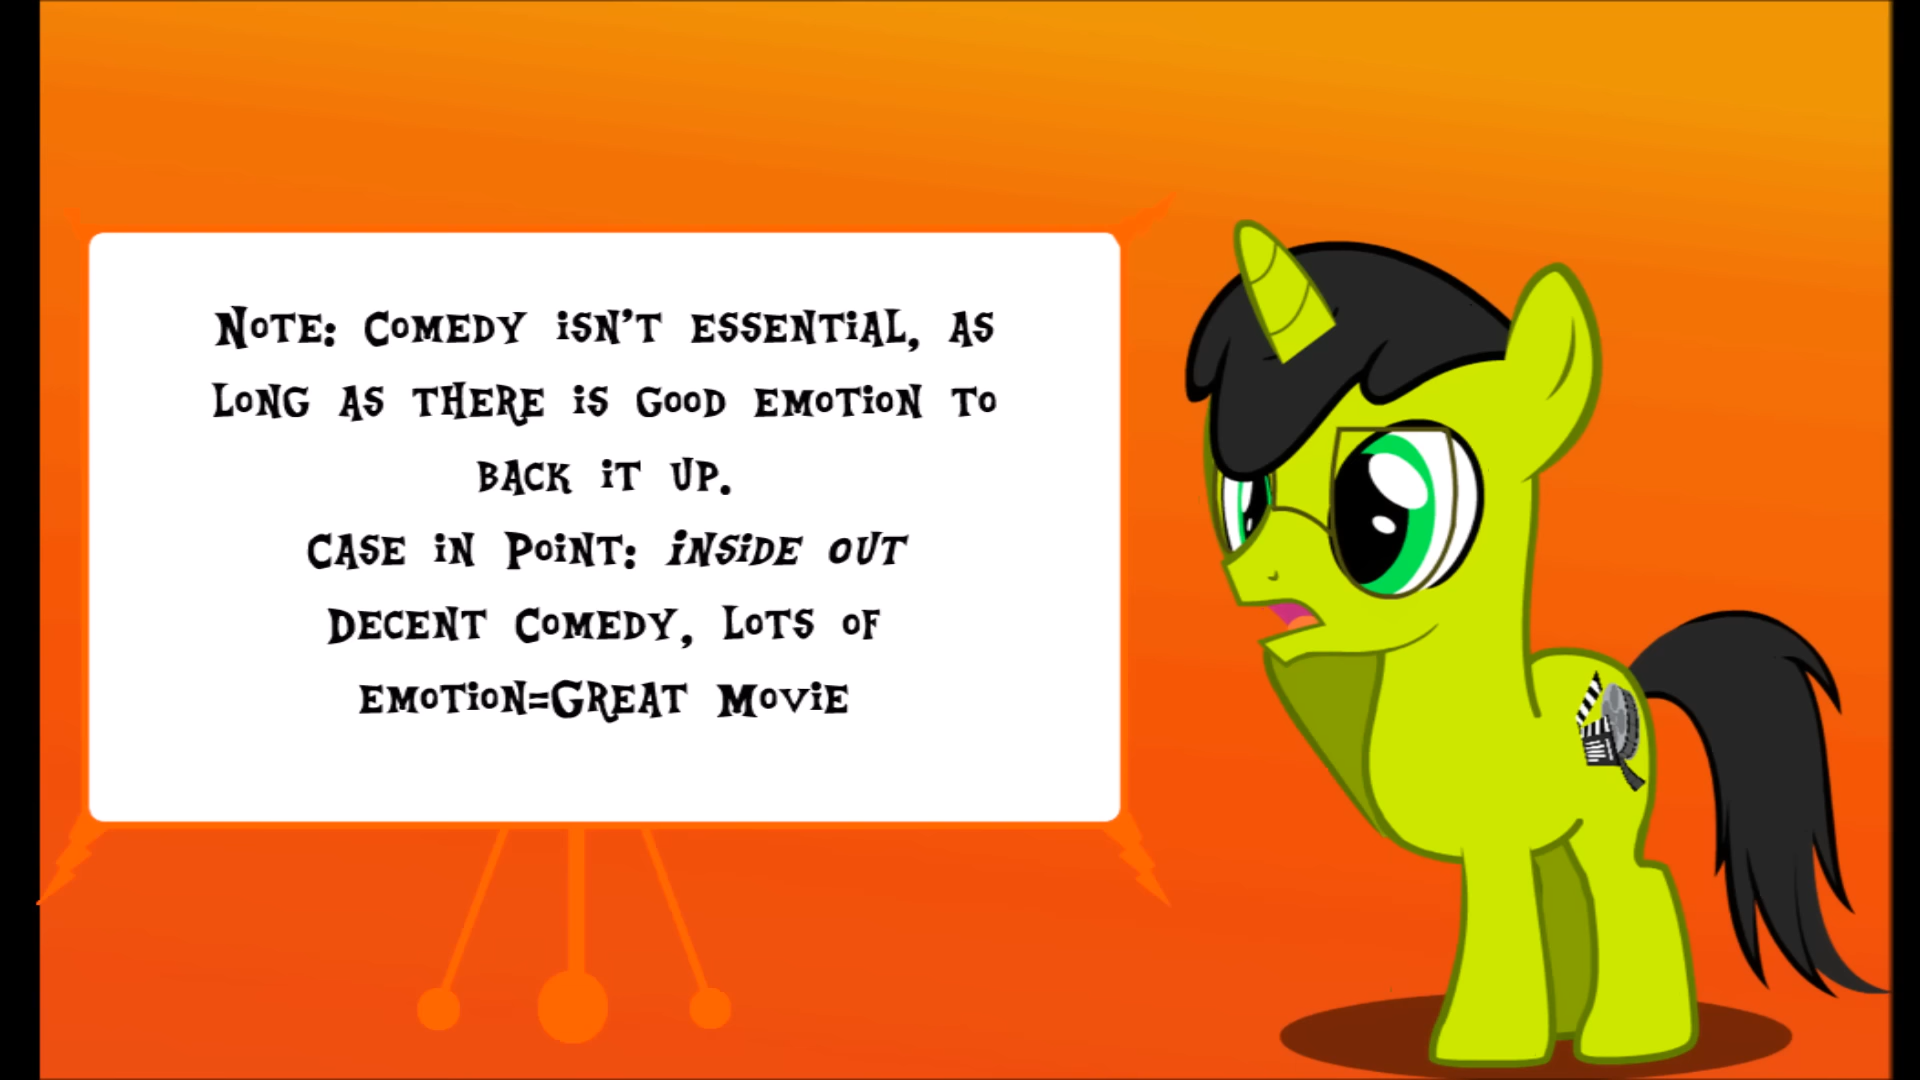 Note: Comedy isn't essential, as
long as there is good emotion to
back it up.
Case in Point: Inside Out
Decent Comedy, Lots of
emotion=Great Movie